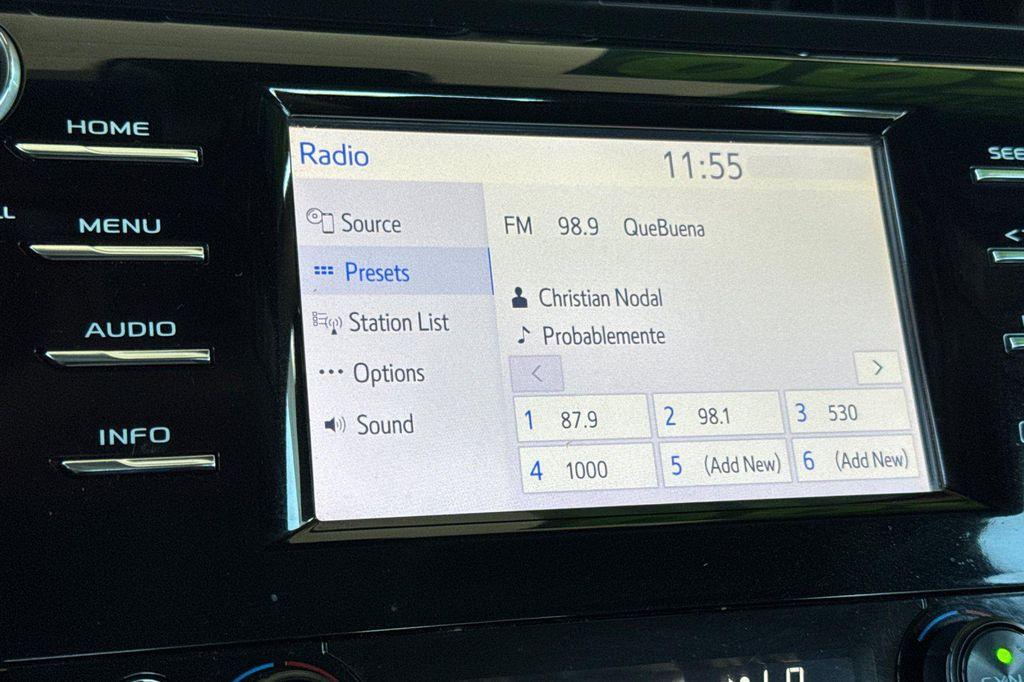 HOME
MENU
AUDIO
INFO
Radio
11:55
Source
Presets
Station List
Options
Sound
FM 98.9 QueBuena
Christian Nodal
Probablemente
< >
1 87.9 2 98.1 3 530
4 1000 5 (Add New) 6 (Add New)